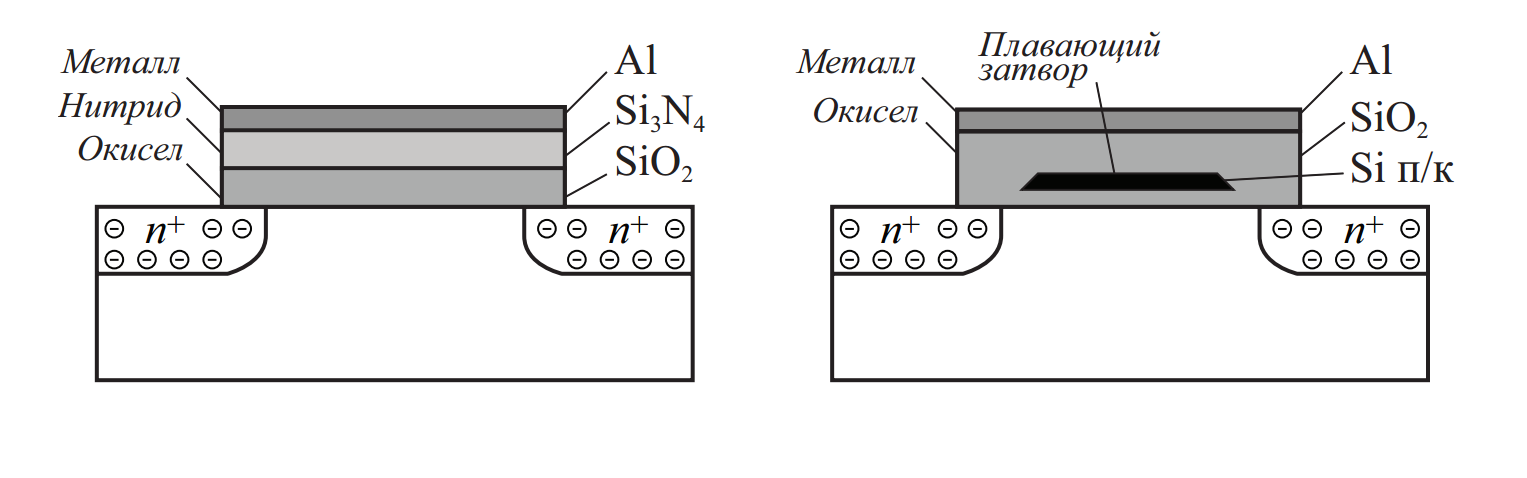 Металл
Нитрид
Окисел
Al
Si₃N₄
SiO₂
n⁺
n⁺
Плавающий
затвор
Металл
Окисел
Al
SiO₂
Si п/к
n⁺
n⁺